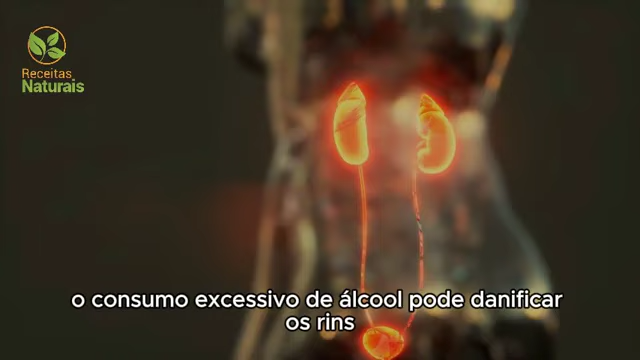 Receitas
Naturais
o consumo excessivo de álcool pode danificar
os rins